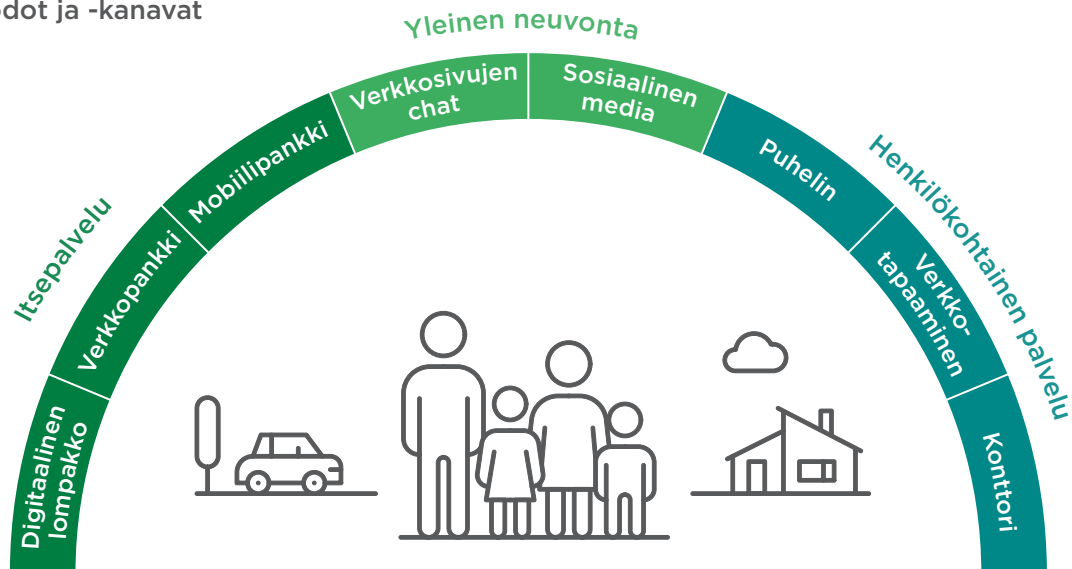 ja -kanavat
Yleinen neuvonta
Verkkosivujen
chat
Sosiaalinen
media
Itsepalvelu
Mobiilipankki
Verkkopankki
Digitaalinen
lompakko
Henkilökohtainen palvelu
Puhelin
Verkko-
tapaaminen
Konttori